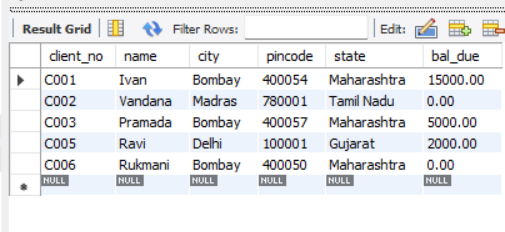 Result Grid Filter Rows: Edit:
client_no name city pincode state bal_due
C001 Ivan Bombay 400054 Maharashtra 15000.00
C002 Vandana Madras 780001 Tamil Nadu 0.00
C003 Pramada Bombay 400057 Maharashtra 5000.00
C005 Ravi Delhi 100001 Gujarat 2000.00
C006 Rukmani Bombay 400050 Maharashtra 0.00
NULL NULL NULL NULL NULL NULL